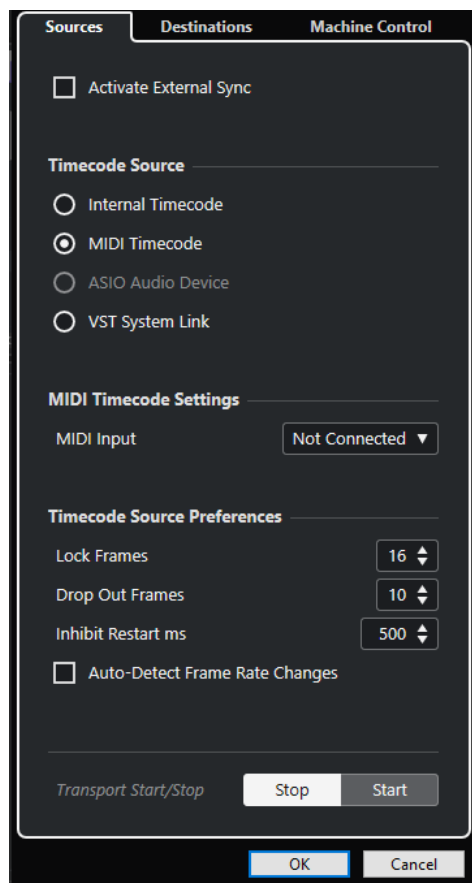 Sources Destinations Machine Control
Activate External Sync
Timecode Source
Internal Timecode
MIDI Timecode
ASIO Audio Device
VST System Link
MIDI Timecode Settings
MIDI Input Not Connected
Timecode Source Preferences
Lock Frames 16
Drop Out Frames 10
Inhibit Restart ms 500
Auto-Detect Frame Rate Changes
Transport Start/Stop Stop Start
OK Cancel